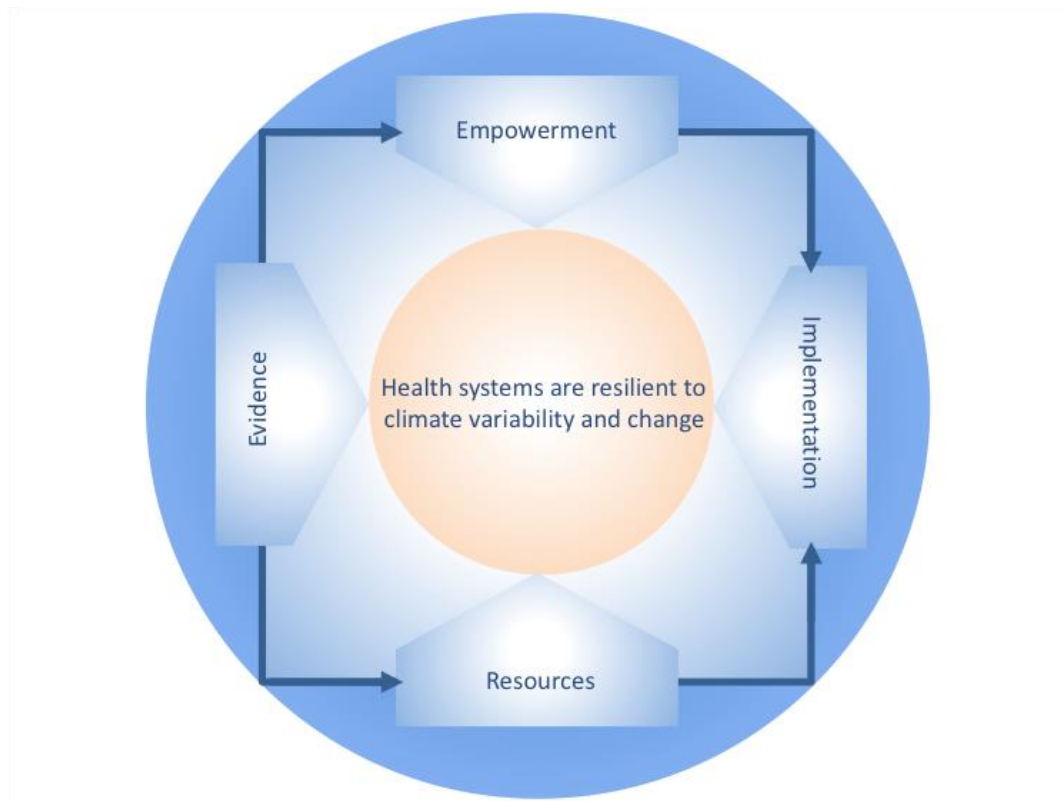 Empowerment
Evidence
Health systems are resilient to
climate variability and change
Implementation
Resources